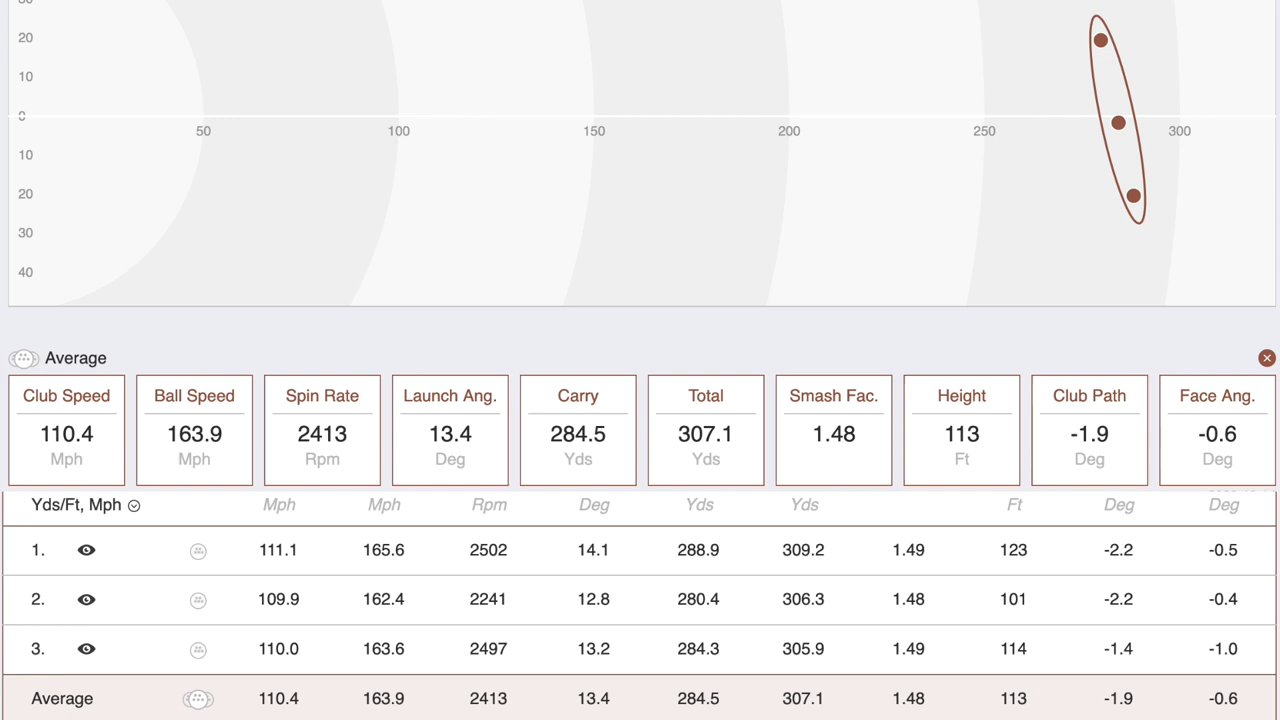 20
10
0
50 100 150 200 250 300
10
20
30
40
Average
Club Speed Ball Speed Spin Rate Launch Ang. Carry Total Smash Fac. Height Club Path Face Ang.
110.4 163.9 2413 13.4 284.5 307.1 1.48 113 -1.9 -0.6
Mph Mph Rpm Deg Yds Yds Ft Deg Deg
Yds/Ft, Mph Mph Mph Rpm Deg Yds Yds Ft Deg Deg
1. 111.1 165.6 2502 14.1 288.9 309.2 1.49 123 -2.2 -0.5
2. 109.9 162.4 2241 12.8 280.4 306.3 1.48 101 -2.2 -0.4
3. 110.0 163.6 2497 13.2 284.3 305.9 1.49 114 -1.4 -1.0
Average 110.4 163.9 2413 13.4 284.5 307.1 1.48 113 -1.9 -0.6